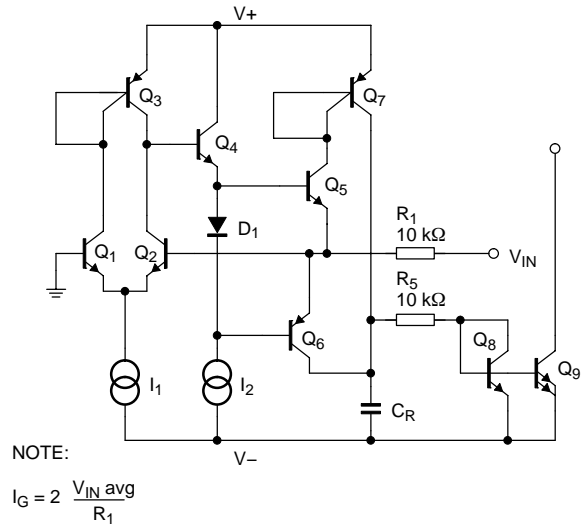 V+
Q3
Q7
Q4
Q5
R1
10 kΩ
D1
Q1
Q2
VIN
R5
10 kΩ
Q6
Q8
Q9
I1
I2
CR
NOTE:
V–
IG = 2 VIN avg
R1